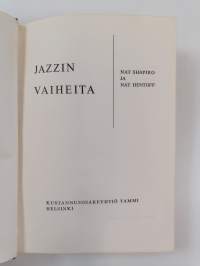 JAZZIN
VAIHEITA
NAT SHAPIRO
JA
NAT HENTOFF
KUSTANNUSOSAKEYHTIÖ TAMMI
HELSINKI